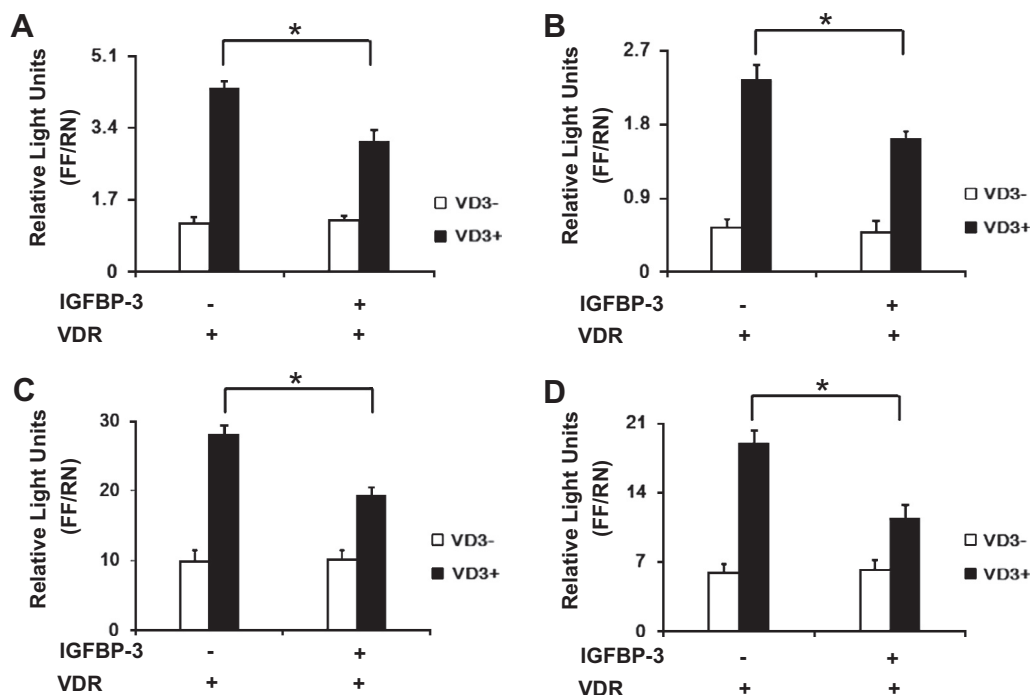 A
*
Relative Light Units
(FF/RN)
5.1
3.4
1.7
0
VD3-
VD3+
IGFBP-3 - +
VDR + +
B
*
Relative Light Units
(FF/RN)
2.7
1.8
0.9
0
VD3-
VD3+
IGFBP-3 - +
VDR + +
C
*
Relative Light Units
(FF/RN)
30
20
10
0
VD3-
VD3+
IGFBP-3 - +
VDR + +
D
*
Relative Light Units
(FF/RN)
21
14
7
0
VD3-
VD3+
IGFBP-3 - +
VDR + +